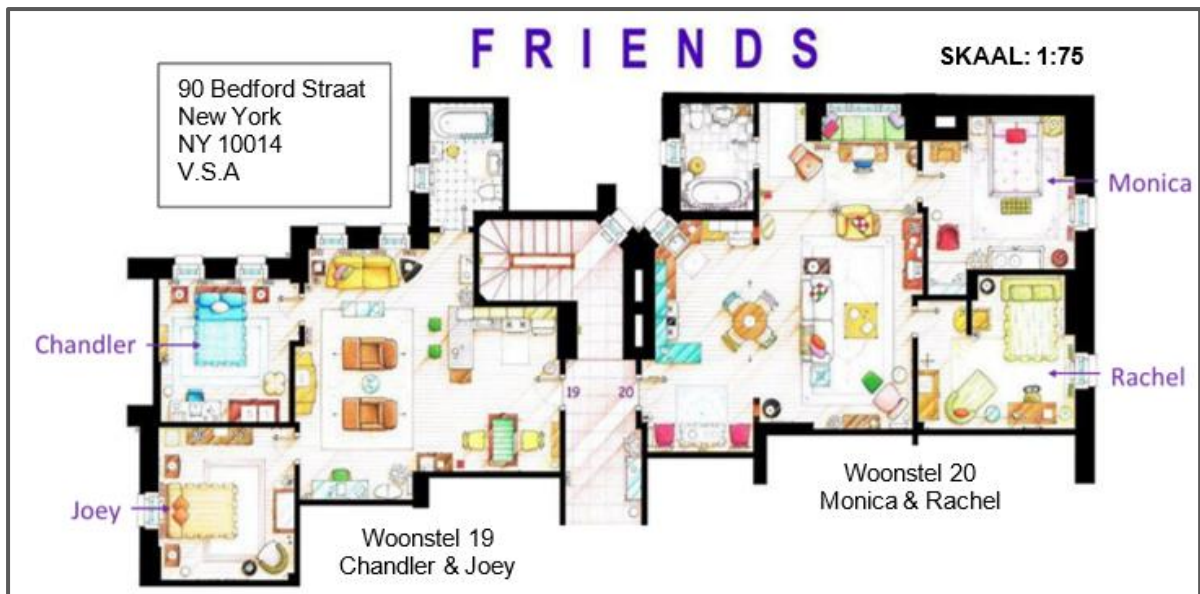 FRIENDS
SKAAL: 1:75
90 Bedford Straat
New York
NY 10014
V.S.A
Monica
Chandler
Rachel
19 20
Joey
Woonstel 19
Chandler & Joey
Woonstel 20
Monica & Rachel